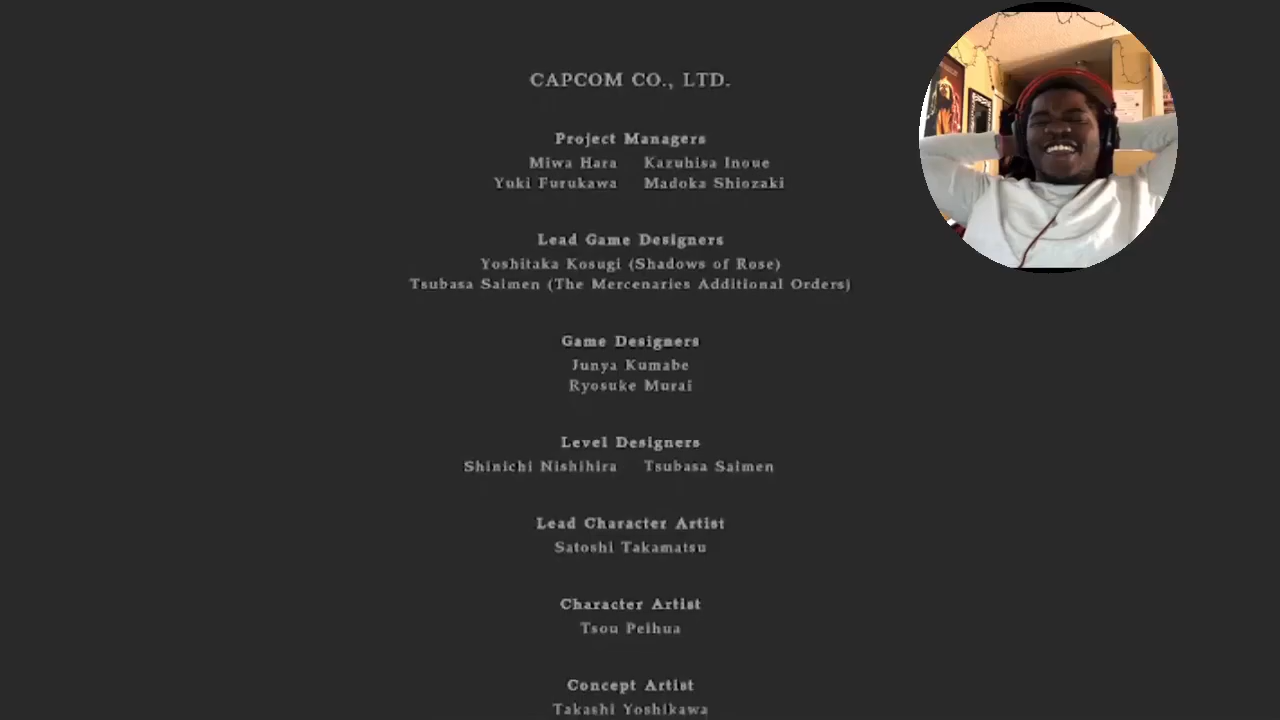 CAPCOM CO., LTD.
Project Managers
Miwa Hara Kazuhisa Inoue
Yuki Furukawa Madoka Shiozaki
Lead Game Designers
Yoshitaka Kosugi (Shadows of Rose)
Tsubasa Saimen (The Mercenaries Additional Orders)
Game Designers
Junya Kumabe
Ryosuke Murai
Level Designers
Shinichi Nishihira Tsubasa Saimen
Lead Character Artist
Satoshi Takamatsu
Character Artist
Tsou Peihua
Concept Artist
Takashi Yoshikawa